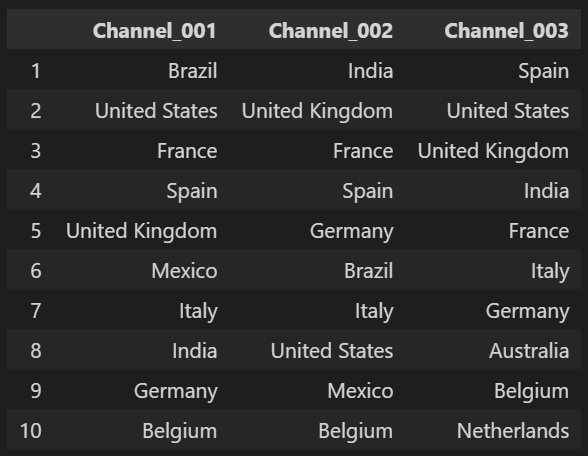 Channel_001 Channel_002 Channel_003
1 Brazil India Spain
2 United States United Kingdom United States
3 France France United Kingdom
4 Spain Spain India
5 United Kingdom Germany France
6 Mexico Brazil Italy
7 Italy Italy Germany
8 India United States Australia
9 Germany Mexico Belgium
10 Belgium Belgium Netherlands